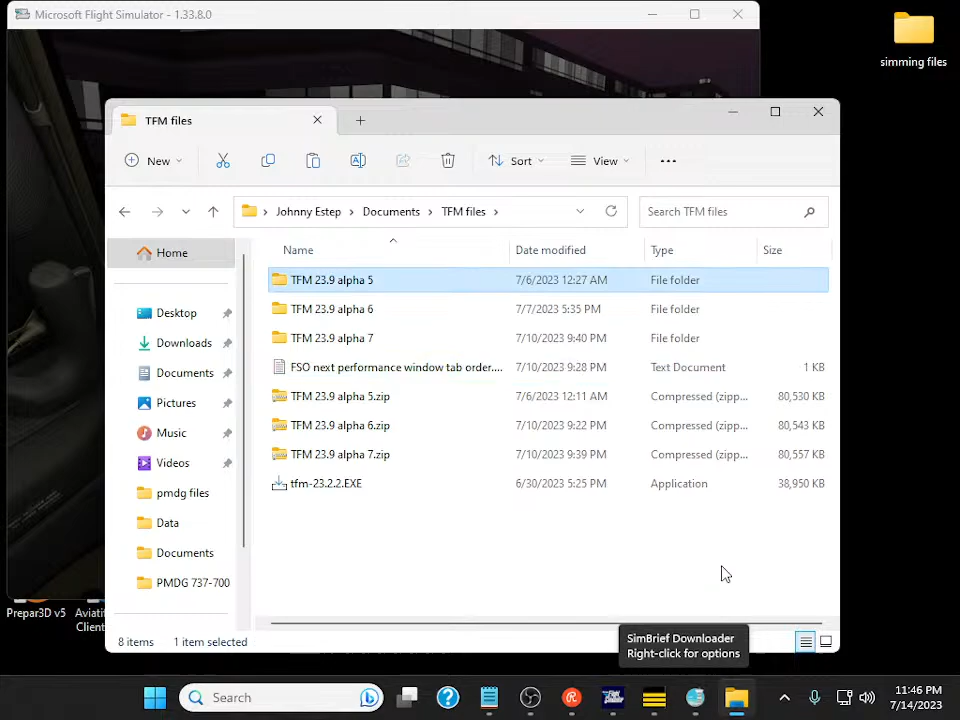 Microsoft Flight Simulator - 1.33.8.0
simming files
TFM files
New
Sort
View
Johnny Estep
Documents
TFM files
Search TFM files
Name
Date modified
Type
Size
Home
Desktop
Downloads
Documents
Pictures
Music
Videos
pmdg files
Data
Documents
PMDG 737-700
TFM 23.9 alpha 5 7/6/2023 12:27 AM File folder
TFM 23.9 alpha 6 7/7/2023 5:35 PM File folder
TFM 23.9 alpha 7 7/10/2023 9:40 PM File folder
FSO next performance window tab order.... 7/10/2023 9:28 PM Text Document 1 KB
TFM 23.9 alpha 5.zip 7/6/2023 12:11 AM Compressed (zipp... 80,530 KB
TFM 23.9 alpha 6.zip 7/10/2023 9:22 PM Compressed (zipp... 80,543 KB
TFM 23.9 alpha 7.zip 7/10/2023 9:39 PM Compressed (zipp... 80,557 KB
tfm-23.2.2.EXE 6/30/2023 5:25 PM Application 38,950 KB
Prepar3D v5
Client
8 items
1 item selected
SimBrief Downloader
Right-click for options
Search
11:46 PM
7/14/2023